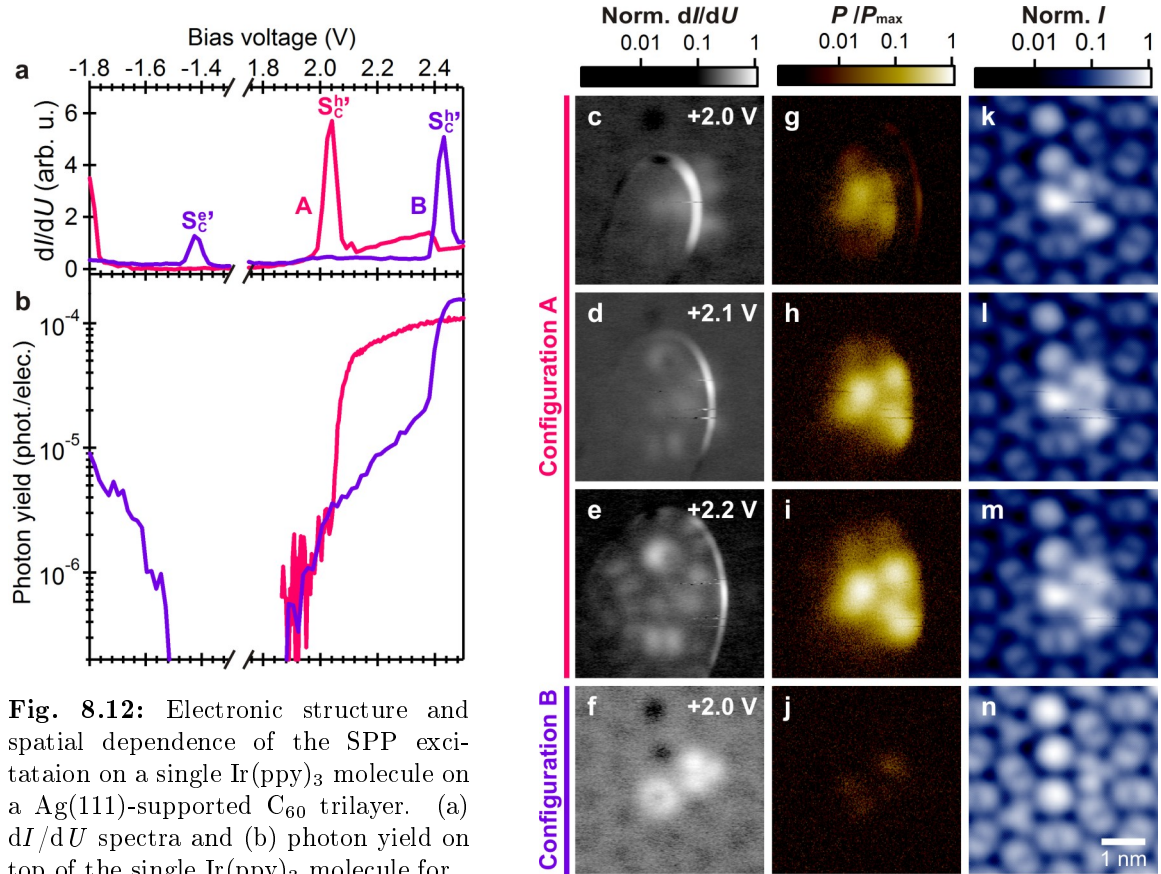 Bias voltage (V)
a
-1.8 -1.6 -1.4 1.8 2.0 2.2 2.4
dI/dU (arb. u.)
6
4
2
0
S_C^h'
S_C^h'
A
B
S_C^e'
b
Photon yield (phot./elec.)
10^-4
10^-5
10^-6
Norm. dI/dU
0.01 0.1 1
P /Pmax
0.01 0.1 1
Norm. I
0.01 0.1 1
Configuration A
c +2.0 V
g
k
d +2.1 V
h
l
e +2.2 V
i
m
Configuration B
f +2.0 V
j
n
1 nm
Fig. 8.12: Electronic structure and
spatial dependence of the SPP exci-
tataion on a single Ir(ppy)3 molecule on
a Ag(111)-supported C60 trilayer. (a)
dI/dU spectra and (b) photon yield on
top of the single Ir(ppy)3 molecule for